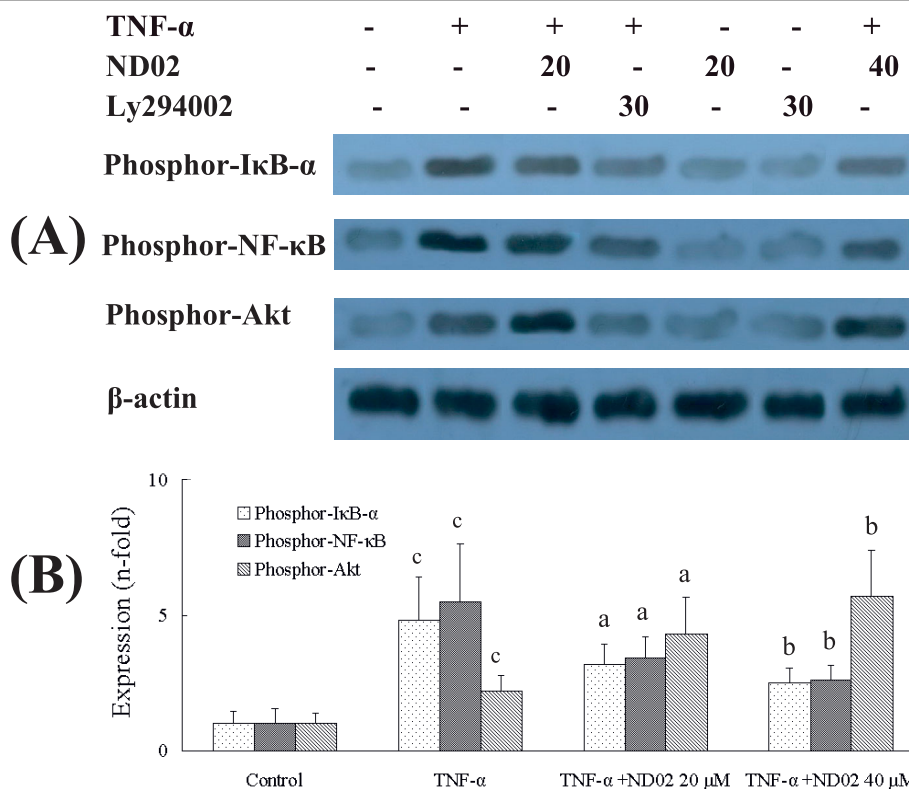 TNF-α - + + + - - +
ND02 - - 20 - 20 - 40
Ly294002 - - - 30 - 30 -
Phosphor-IκB-α
(A)
Phosphor-NF-κB
Phosphor-Akt
β-actin
(B)
Expression (n-fold)
10
5
0
Phosphor-IκB-α
Phosphor-NF-κB
Phosphor-Akt
c c c
a a a
b b b
Control TNF-α TNF-α +ND02 20 μM TNF-α +ND02 40 μM